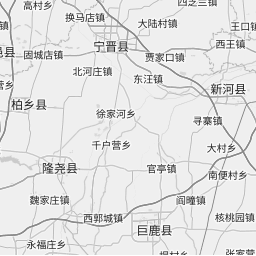 高村乡
四芝兰镇
换马店镇
大陆村镇
王口镇
宁晋县
西王镇
固城店镇
贾家口镇
北河庄镇
东汪镇
新河县
柏乡县
徐家河乡
寻寨镇
千户营乡
大村乡
隆尧县
官亭镇
南便村乡
魏家庄镇
阎疃镇
西郭城镇
核桃园镇
巨鹿县
永福庄乡